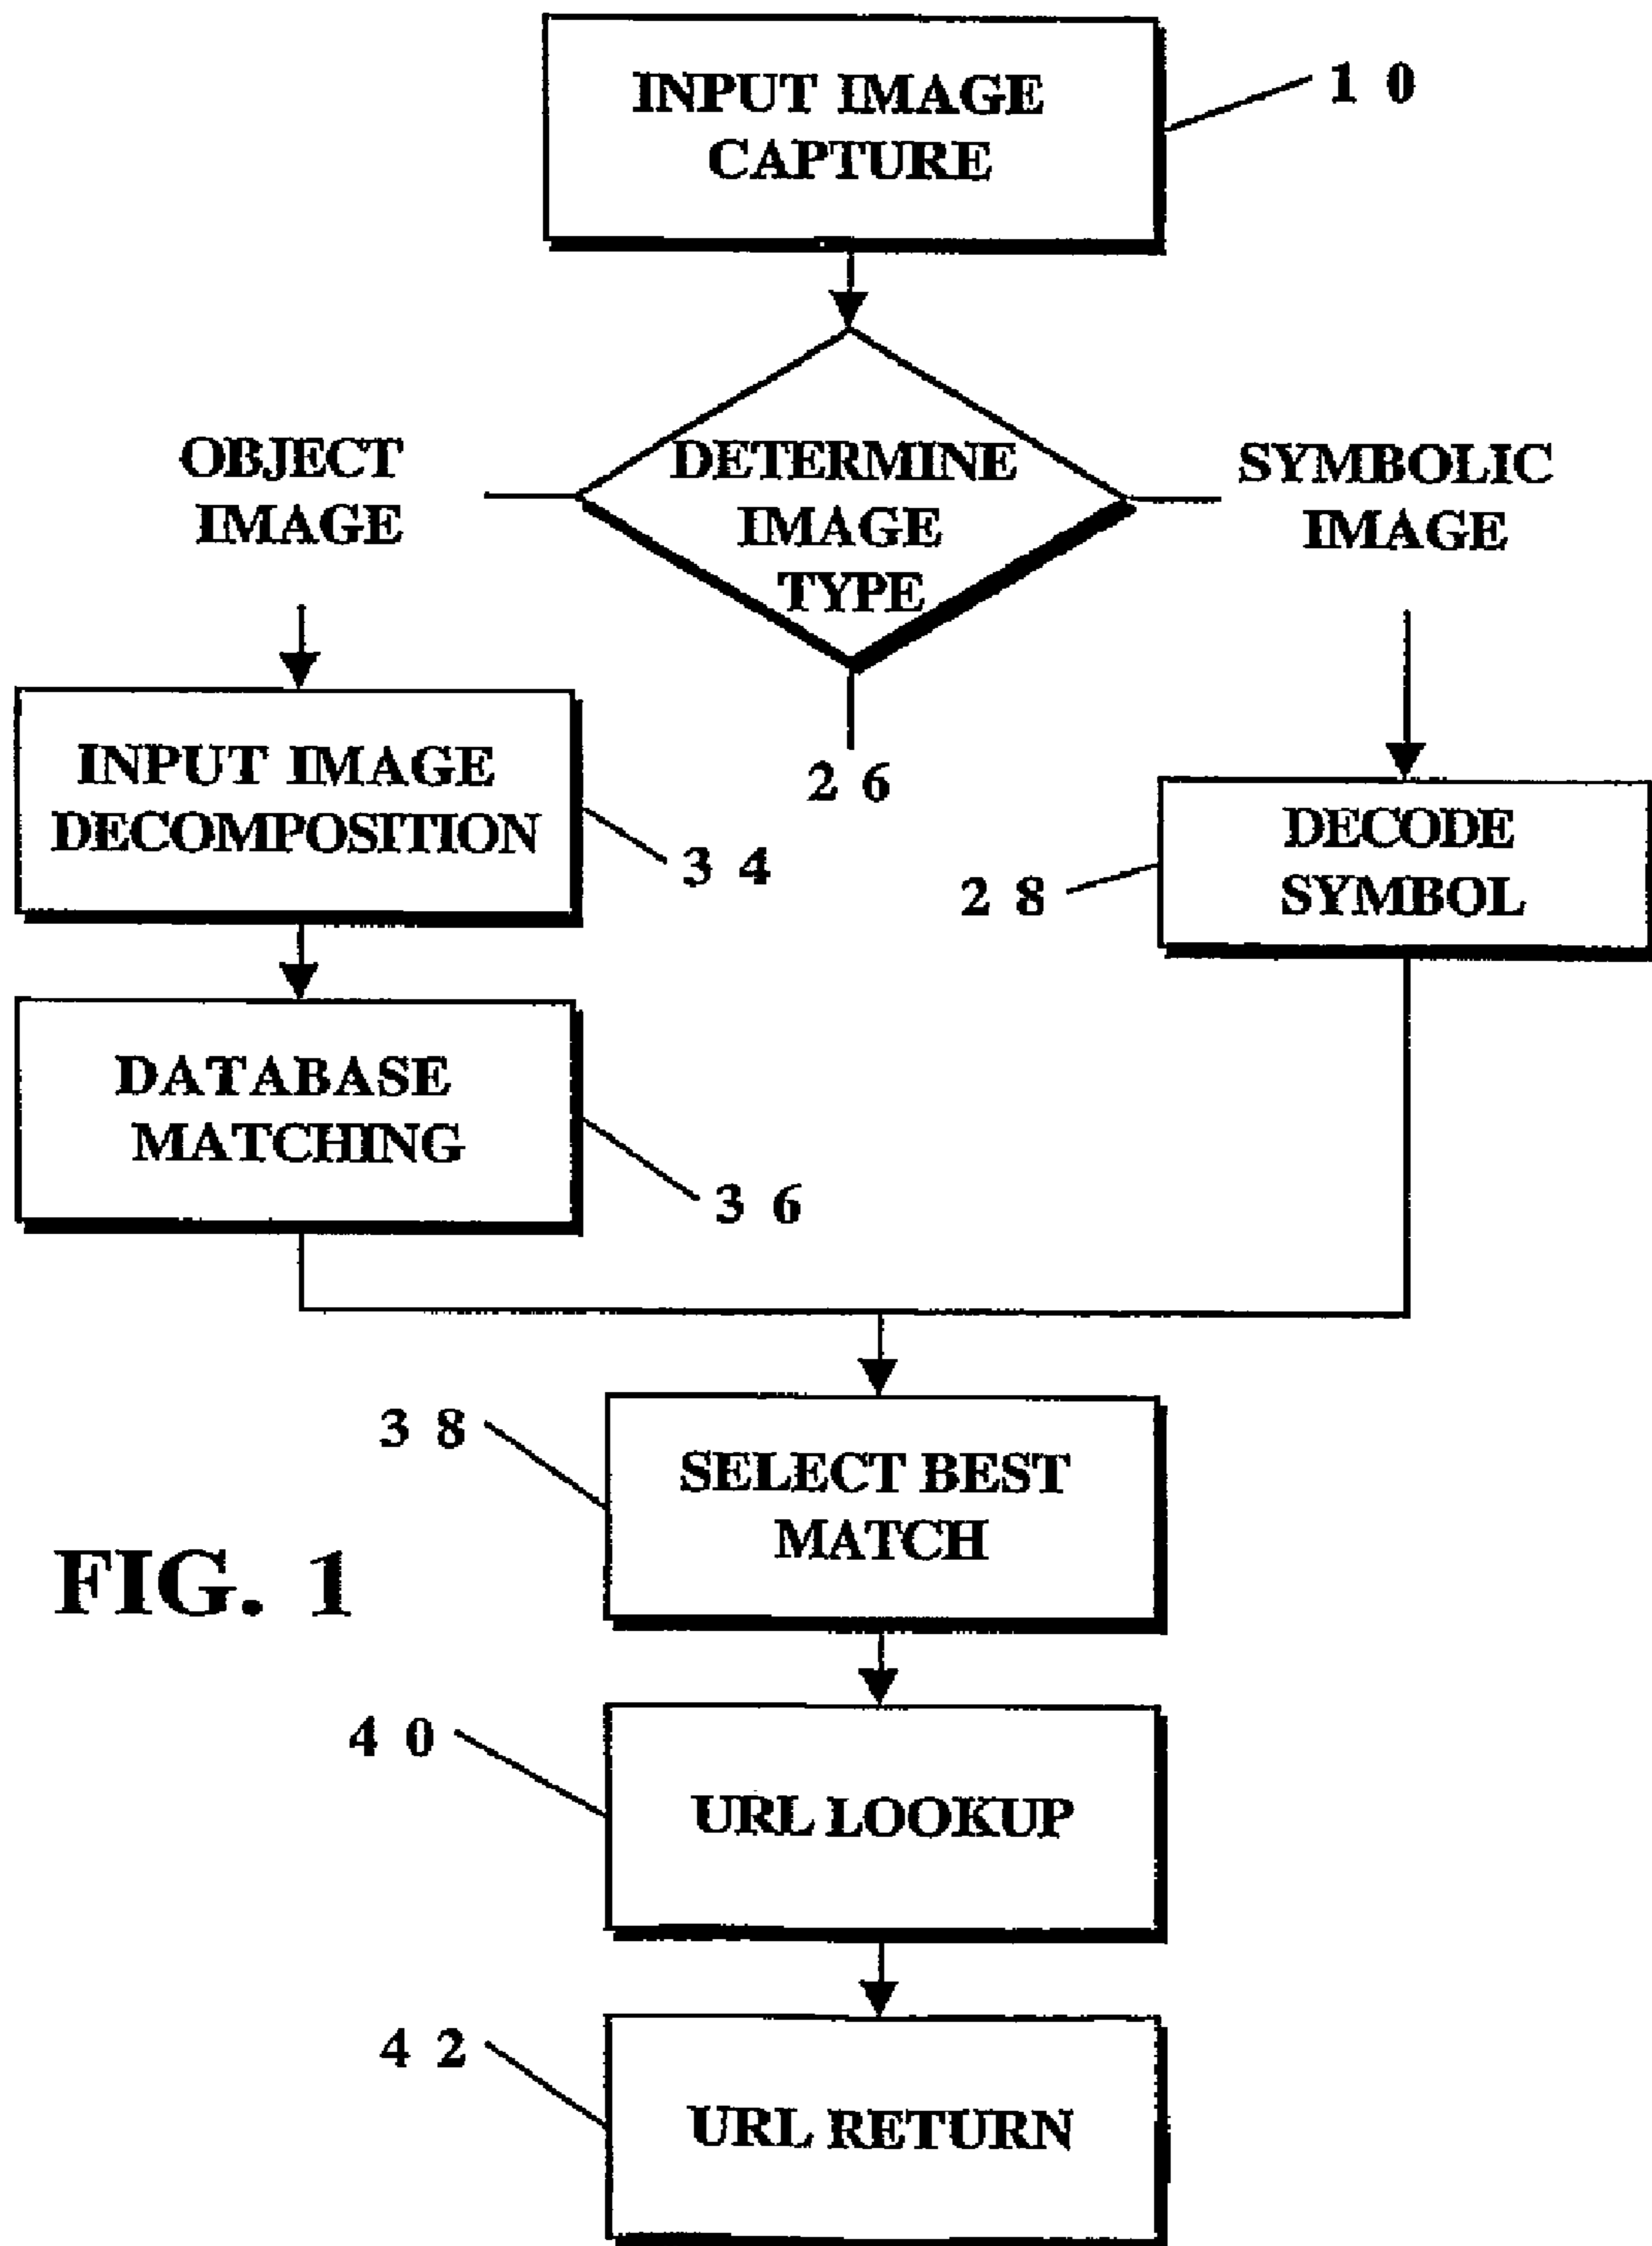 INPUT IMAGE
CAPTURE
1 0
OBJECT
IMAGE
DETERMINE
IMAGE
TYPE
SYMBOLIC
IMAGE
2 6
INPUT IMAGE
DECOMPOSITION
3 4
DECODE
SYMBOL
2 8
DATABASE
MATCHING
3 6
3 8
SELECT BEST
MATCH
FIG. 1
4 0
URL LOOKUP
4 2
URL RETURN